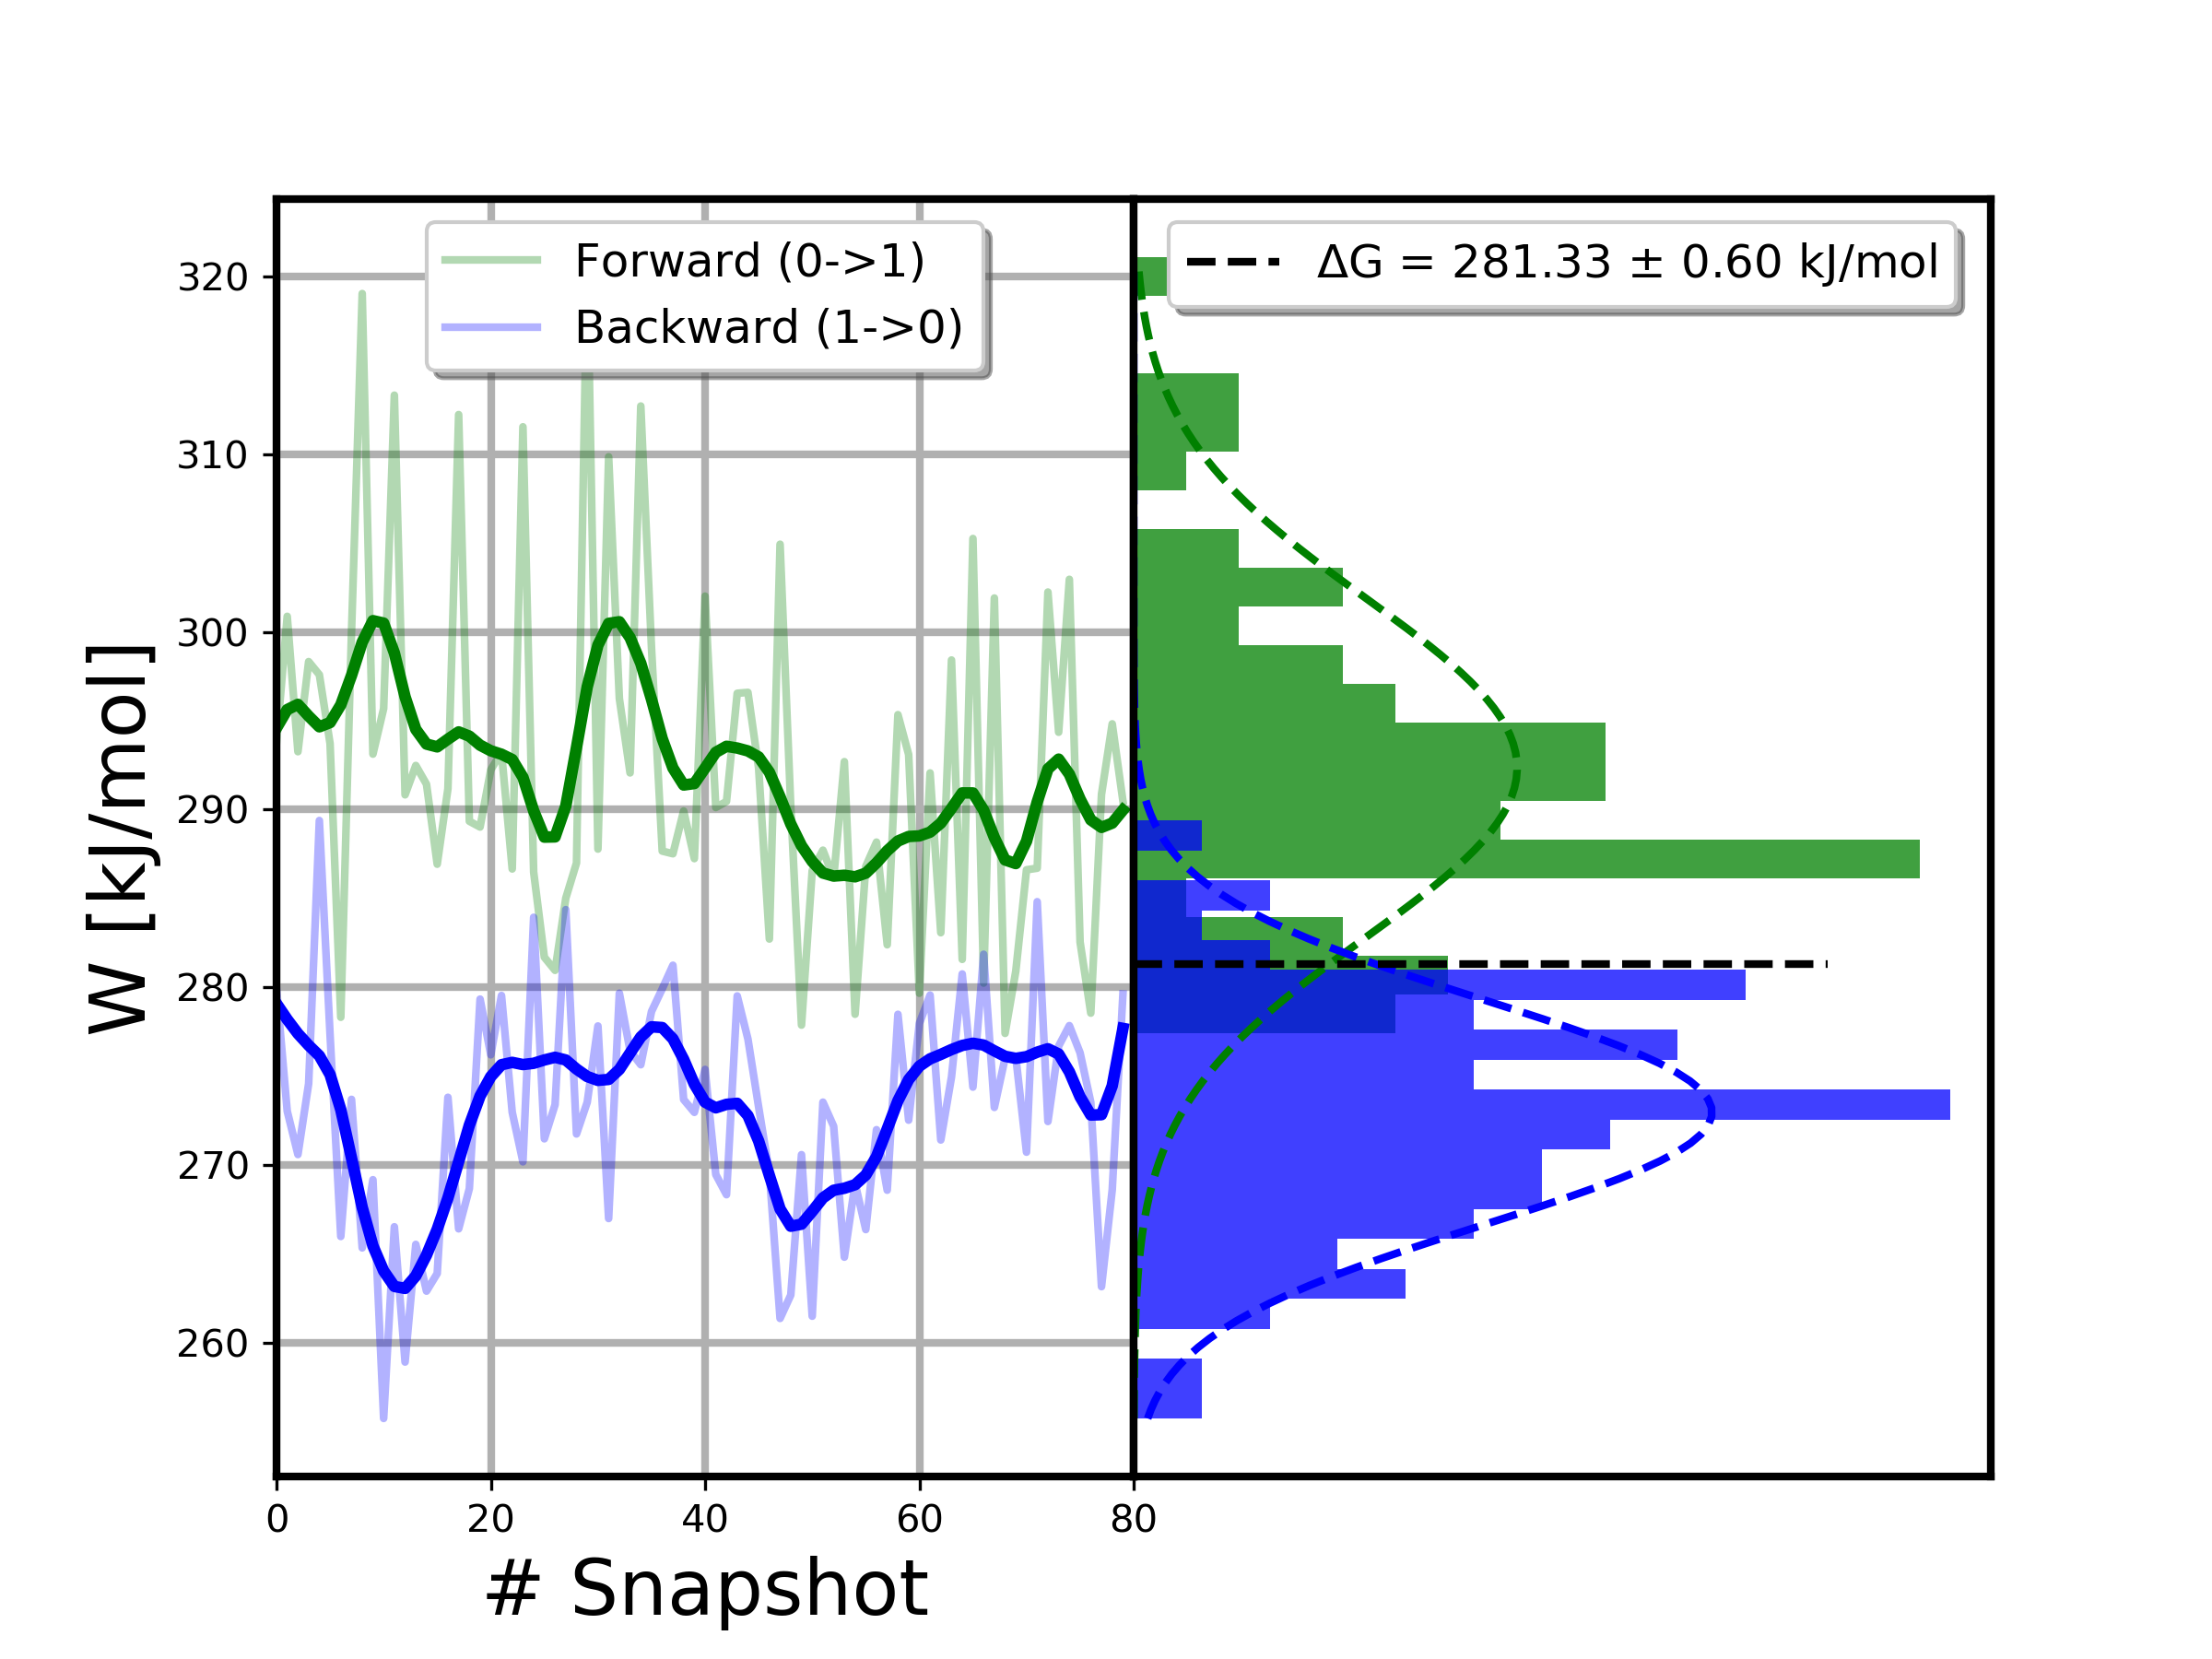 Forward (0->1)
Backward (1->0)
ΔG = 281.33 ± 0.60 kJ/mol
W [kJ/mol]
320
310
300
290
280
270
260
0 20 40 60 80
# Snapshot